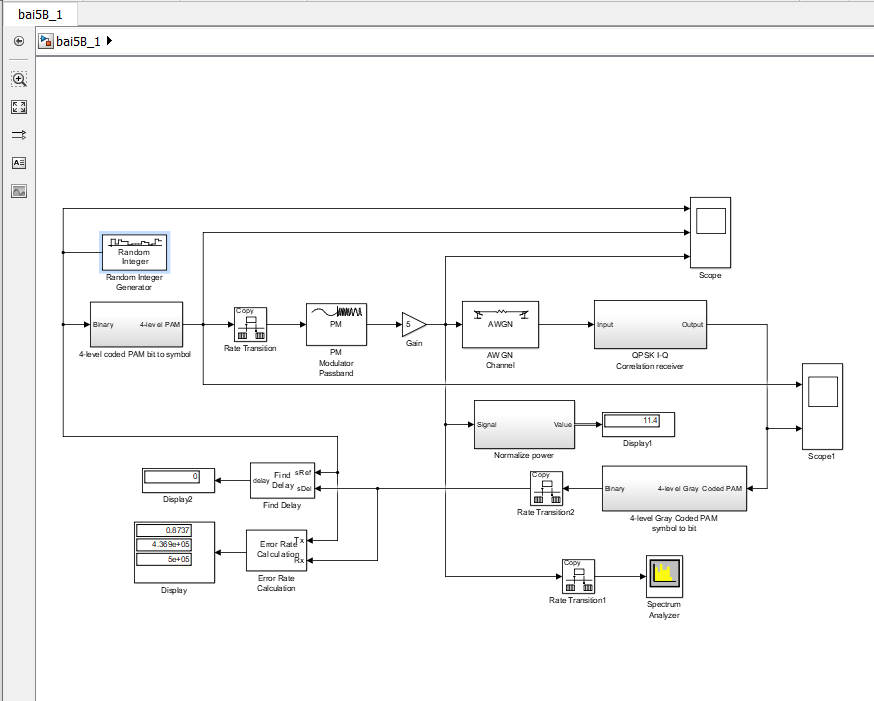 bai5B_1
bai5B_1
Random
Integer
Random Integer
Generator
Scope
Binary
4-level PAM
4-level coded PAM bit to symbol
Copy
Rate Transition
PM
PM
Modulator
Passband
5
Gain
AWGN
AWGN
Channel
Input
Output
QPSK I-Q
Correlation receiver
Scope1
Signal
Value
Normalize power
11.4
Display1
0
Display2
Find
Delay
delay
sRef
sDel
Find Delay
Copy
Rate Transition2
Binary
4-level Gray Coded PAM
4-level Gray Coded PAM
symbol to bit
0.8737
4.369e+05
5e+05
Display
Error Rate
Calculation
Tx
Rx
Error Rate
Calculation
Copy
Rate Transition1
Spectrum
Analyzer